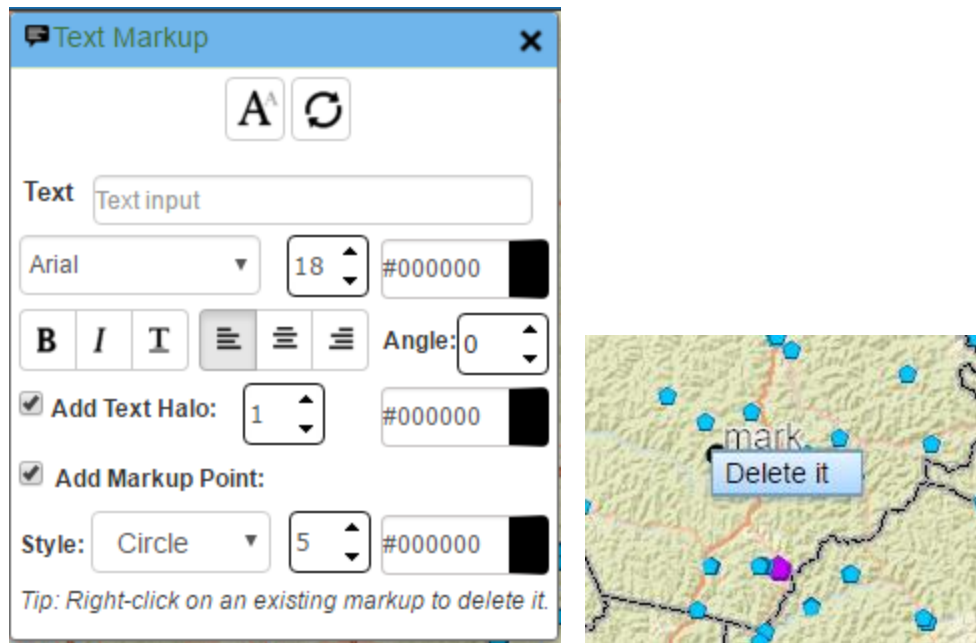 Text Markup
Text Text input
Arial 18 #000000
B I T Angle: 0
Add Text Halo: 1 #000000
Add Markup Point:
Style: Circle 5 #000000
Tip: Right-click on an existing markup to delete it.
mark
Delete it